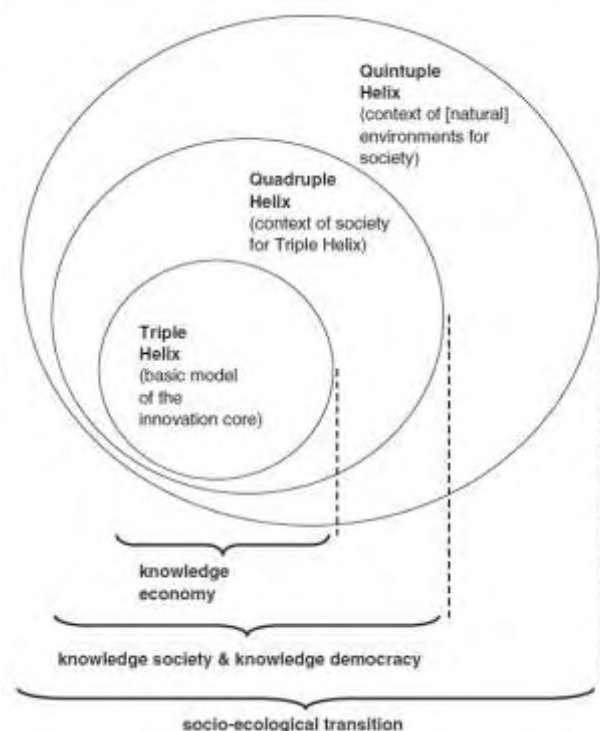 Quintuple
Helix
(context of [natural]
environments for
society)
Quadruple
Helix
(context of society
for Triple Helix)
Triple
Helix
(basic model
of the
innovation core)
knowledge
economy
knowledge society & knowledge democracy
socio-ecological transition